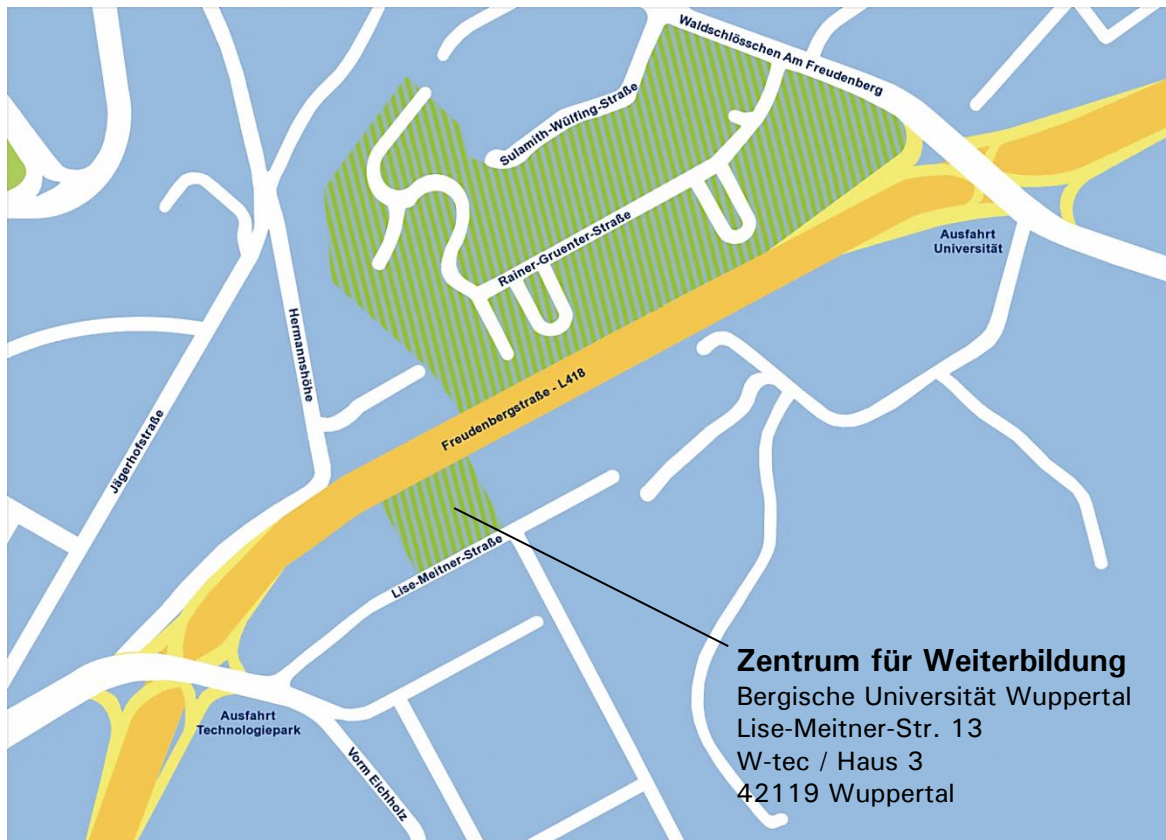 Waldschlösschen Am Freudenberg
Sulamith-Wülfing-Straße
Rainer-Gruenter-Straße
Ausfahrt
Universität
Hermannshöhe
Freudenbergstraße - L418
Jägerhofstraße
Lise-Meitner-Straße
Ausfahrt
Technologiepark
Vorm Eichholz
Zentrum für Weiterbildung
Bergische Universität Wuppertal
Lise-Meitner-Str. 13
W-tec / Haus 3
42119 Wuppertal